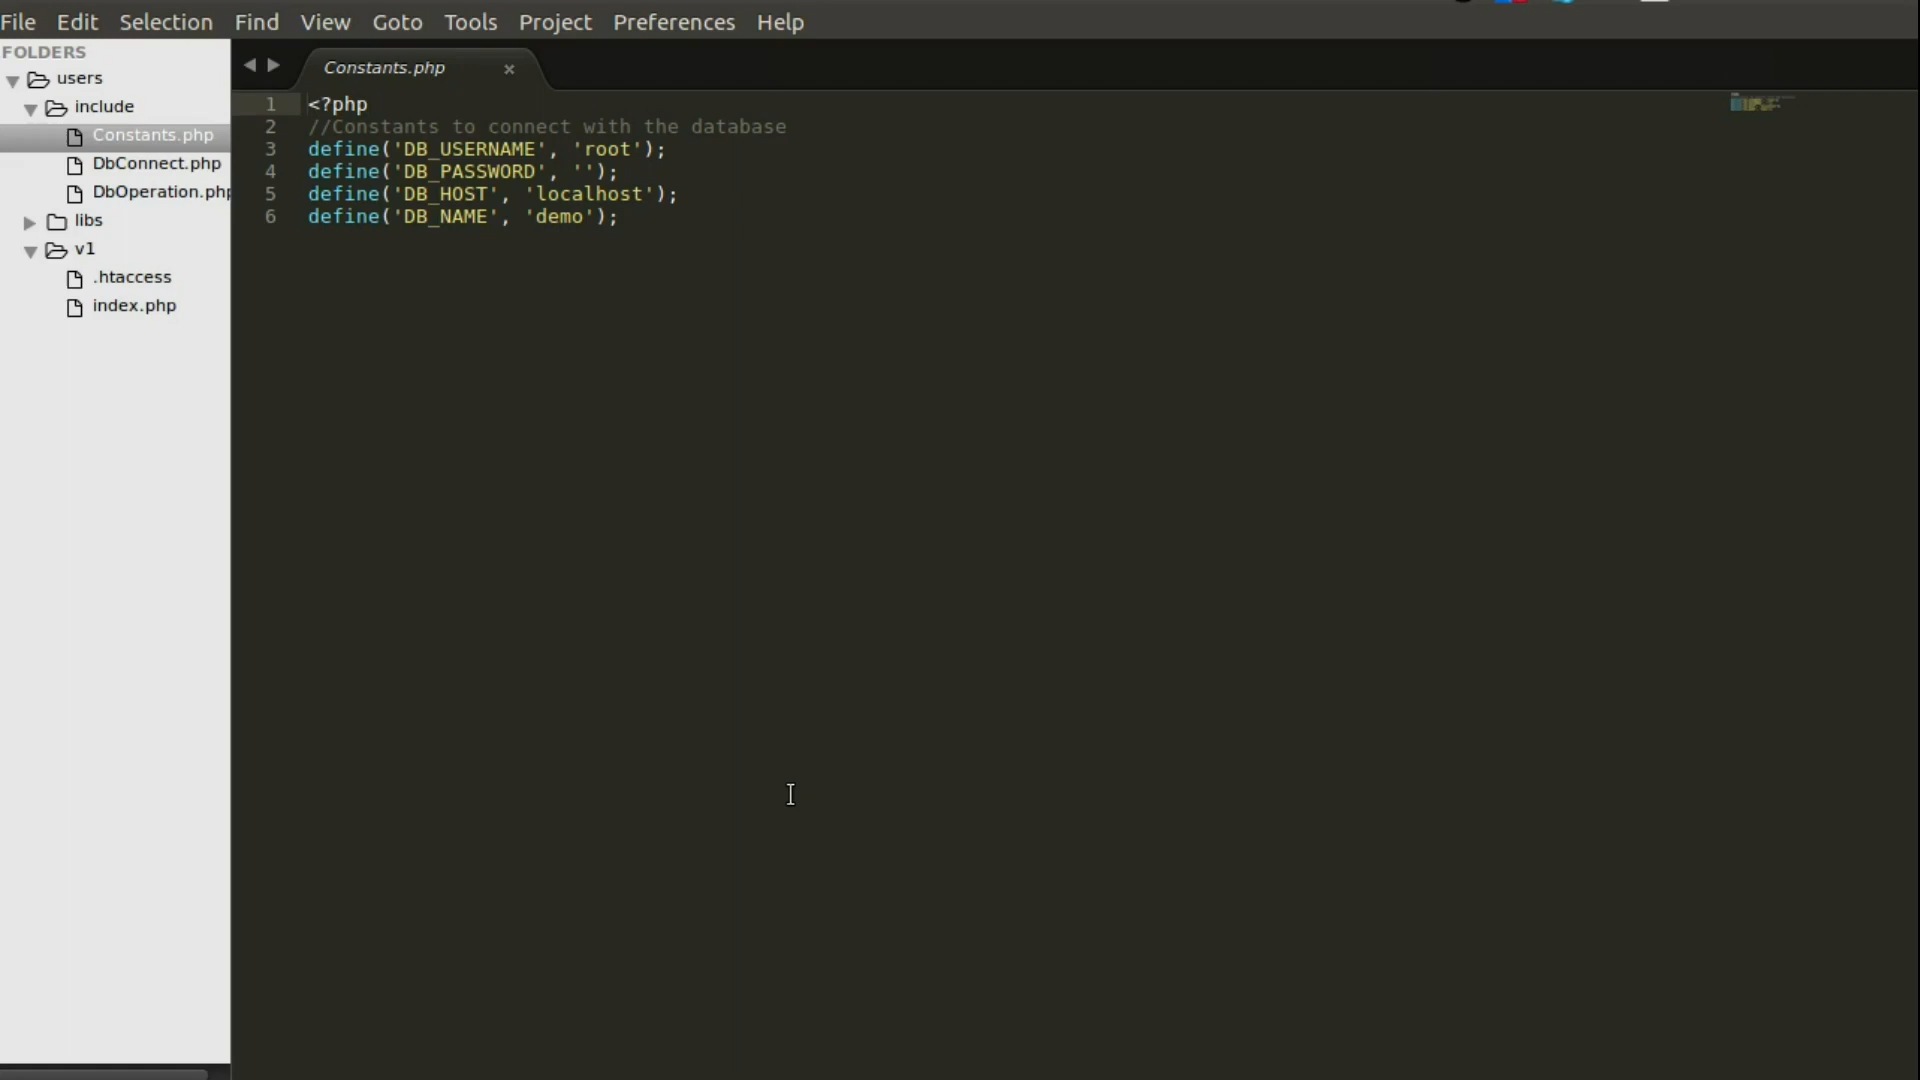 File Edit Selection Find View Goto Tools Project Preferences Help
FOLDERS
users
include
Constants.php
DbConnect.php
DbOperation.php
libs
v1
.htaccess
index.php
Constants.php
1 <?php
2 //Constants to connect with the database
3 define('DB_USERNAME', 'root');
4 define('DB_PASSWORD', '');
5 define('DB_HOST', 'localhost');
6 define('DB_NAME', 'demo');